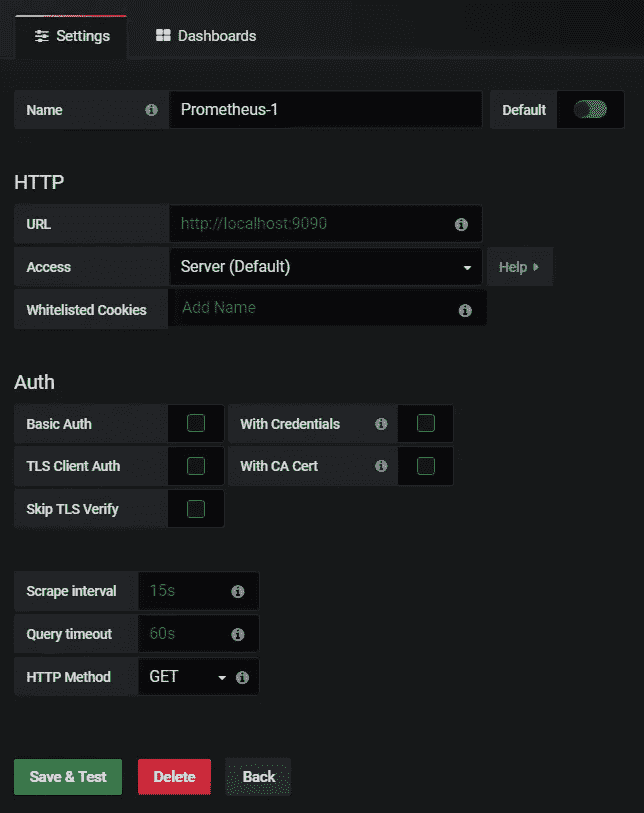 Settings Dashboards
Name Prometheus-1 Default
HTTP
URL http://localhost:9090
Access Server (Default) Help
Whitelisted Cookies Add Name
Auth
Basic Auth With Credentials
TLS Client Auth With CA Cert
Skip TLS Verify
Scrape interval 15s
Query timeout 60s
HTTP Method GET
Save & Test Delete Back